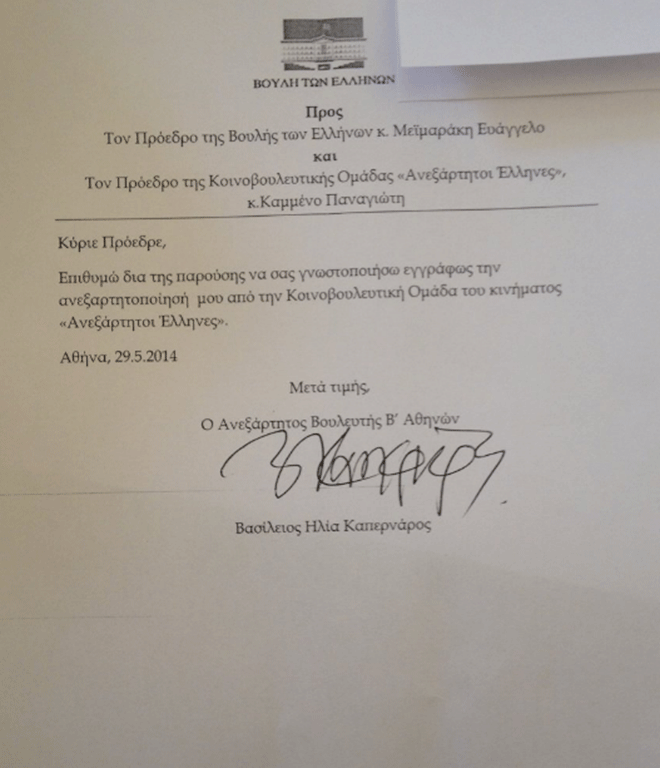 ΒΟΥΛΗ ΤΩΝ ΕΛΛΗΝΩΝ
Προς
Τον Πρόεδρο της Βουλής των Ελλήνων κ. Μεϊμαράκη Ευάγγελο
και
Τον Πρόεδρο της Κοινοβουλευτικής Ομάδας «Ανεξάρτητοι Έλληνες»,
κ.Καμμένο Παναγιώτη
Κύριε Πρόεδρε,
Επιθυμώ δια της παρούσης να σας γνωστοποιήσω εγγράφως την
ανεξαρτητοποίησή μου από την Κοινοβουλευτική Ομάδα του κινήματος
«Ανεξάρτητοι Έλληνες».
Αθήνα, 29.5.2014
Μετά τιμής,
Ο Ανεξάρτητος Βουλευτής Β' Αθηνών
Βασίλειος Ηλία Καπερνάρος